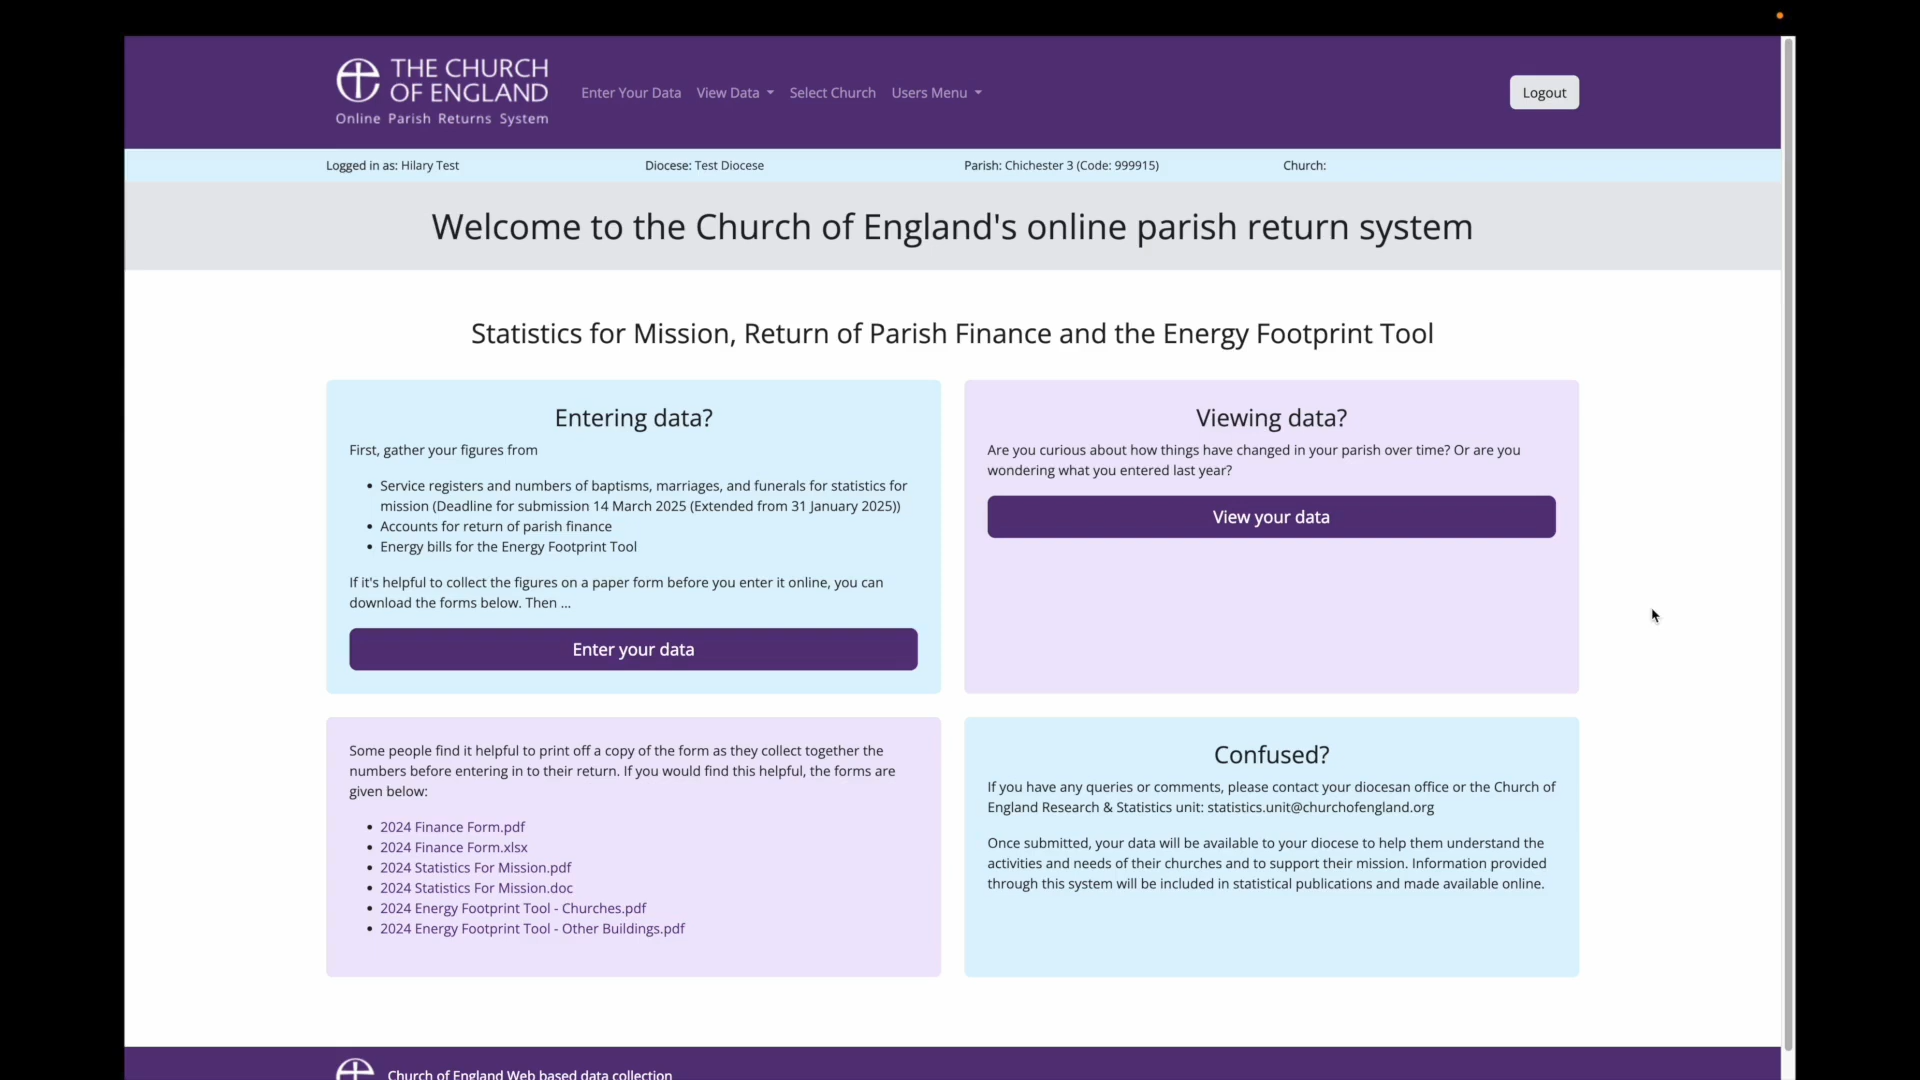 THE CHURCH
OF ENGLAND
Online Parish Returns System
Enter Your Data View Data Select Church Users Menu
Logout
Logged in as: Hilary Test Diocese: Test Diocese Parish: Chichester 3 (Code: 999915) Church:
Welcome to the Church of England's online parish return system
Statistics for Mission, Return of Parish Finance and the Energy Footprint Tool
Entering data?
First, gather your figures from
• Service registers and numbers of baptisms, marriages, and funerals for statistics for
mission (Deadline for submission 14 March 2025 (Extended from 31 January 2025))
• Accounts for return of parish finance
• Energy bills for the Energy Footprint Tool
If it's helpful to collect the figures on a paper form before you enter it online, you can
download the forms below. Then ...
Enter your data
Viewing data?
Are you curious about how things have changed in your parish over time? Or are you
wondering what you entered last year?
View your data
Some people find it helpful to print off a copy of the form as they collect together the
numbers before entering in to their return. If you would find this helpful, the forms are
given below:
• 2024 Finance Form.pdf
• 2024 Finance Form.xlsx
• 2024 Statistics For Mission.pdf
• 2024 Statistics For Mission.doc
• 2024 Energy Footprint Tool - Churches.pdf
• 2024 Energy Footprint Tool - Other Buildings.pdf
Confused?
If you have any queries or comments, please contact your diocesan office or the Church of
England Research & Statistics unit: statistics.unit@churchofengland.org
Once submitted, your data will be available to your diocese to help them understand the
activities and needs of their churches and to support their mission. Information provided
through this system will be included in statistical publications and made available online.
Church of England Web based data collection